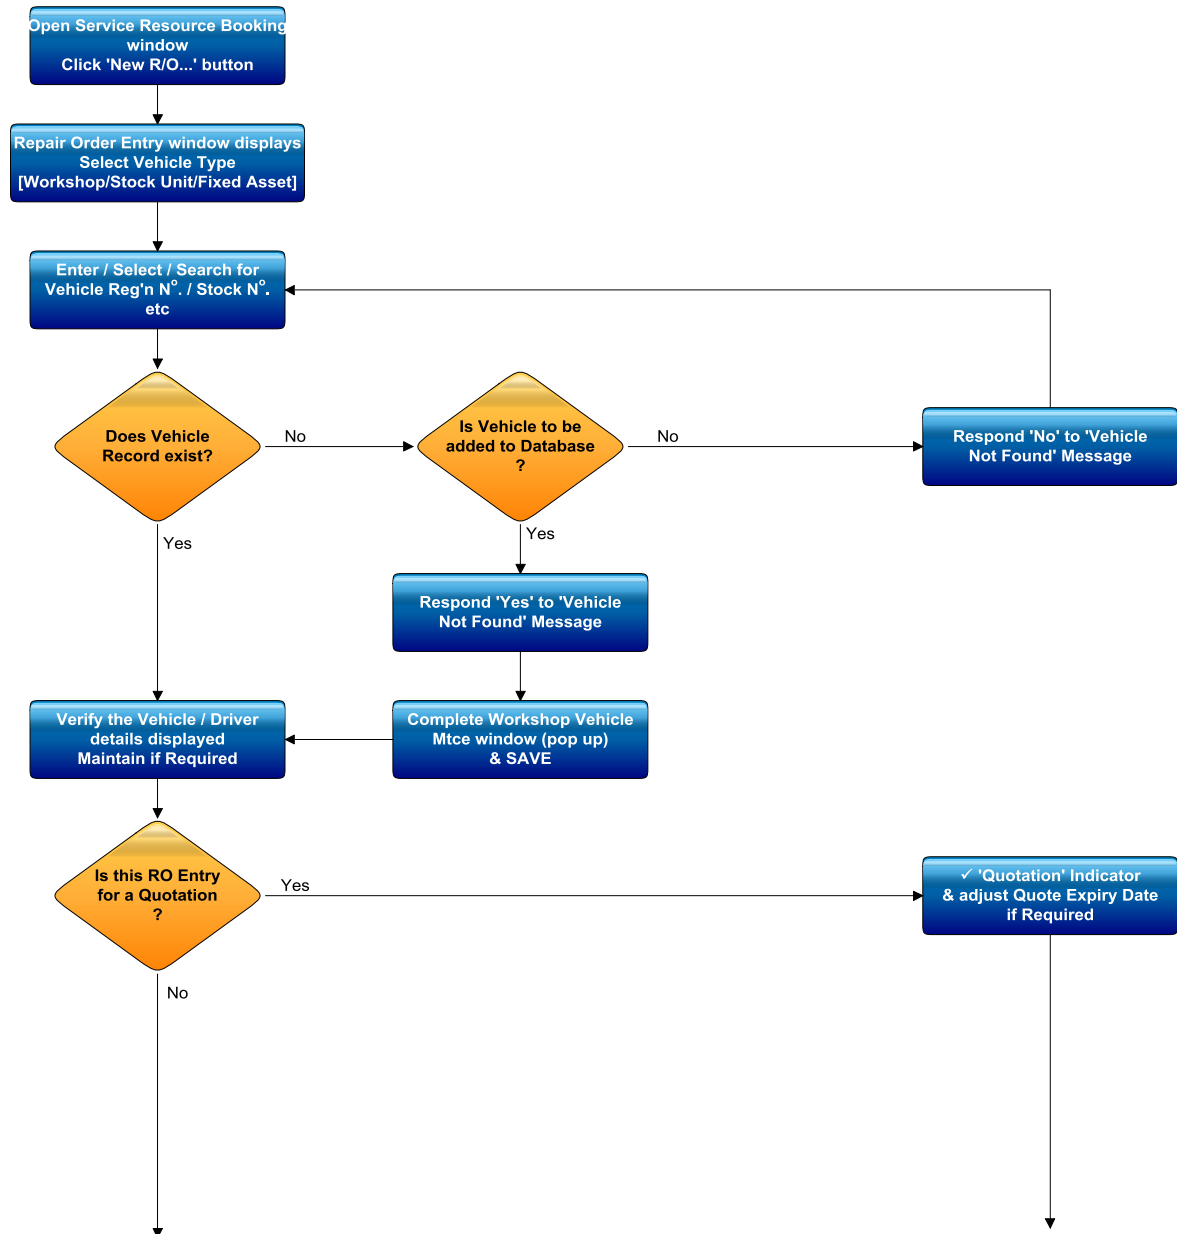 Open Service Resource Booking
window
Click 'New R/O...' button
Repair Order Entry window displays
Select Vehicle Type
[Workshop/Stock Unit/Fixed Asset]
Enter / Select / Search for
Vehicle Reg'n Nº. / Stock Nº.
etc
Does Vehicle
Record exist?
No
Is Vehicle to be
added to Database
?
No
Respond 'No' to 'Vehicle
Not Found' Message
Yes
Yes
Respond 'Yes' to 'Vehicle
Not Found' Message
Verify the Vehicle / Driver
details displayed
Maintain if Required
Complete Workshop Vehicle
Mtce window (pop up)
& SAVE
Is this RO Entry
for a Quotation
?
Yes
✓ 'Quotation' Indicator
& adjust Quote Expiry Date
if Required
No